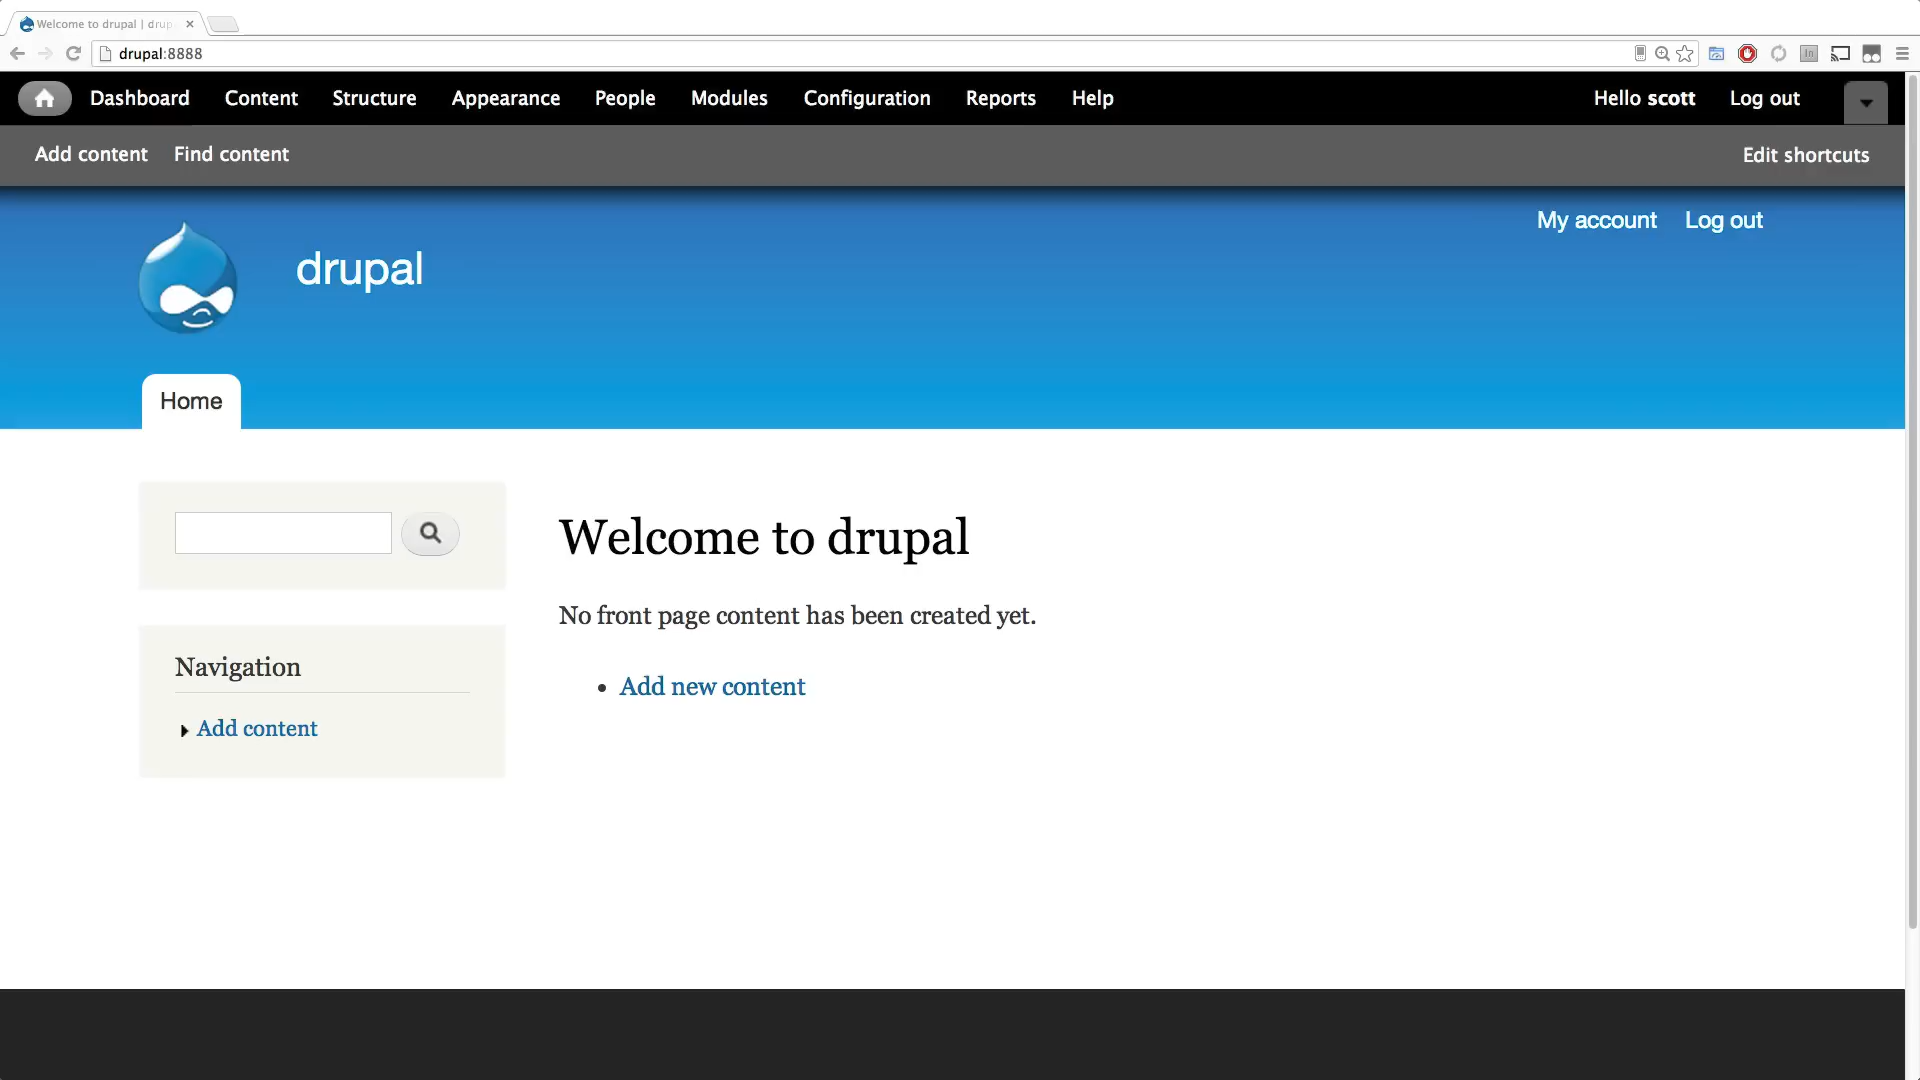 Welcome to drupal | drup
drupal:8888
Dashboard Content Structure Appearance People Modules Configuration Reports Help Hello scott Log out
Add content Find content Edit shortcuts
My account Log out
drupal
Home
Welcome to drupal
No front page content has been created yet.
Add new content
Navigation
Add content